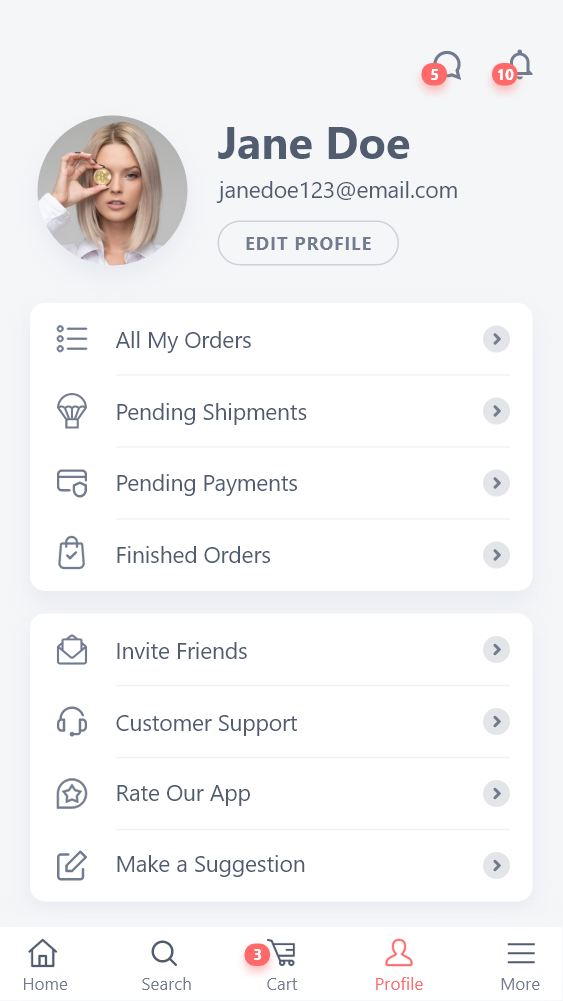 5
10
Jane Doe
janedoe123@email.com
EDIT PROFILE
All My Orders
Pending Shipments
Pending Payments
Finished Orders
Invite Friends
Customer Support
Rate Our App
Make a Suggestion
3
Home
Search
Cart
Profile
More